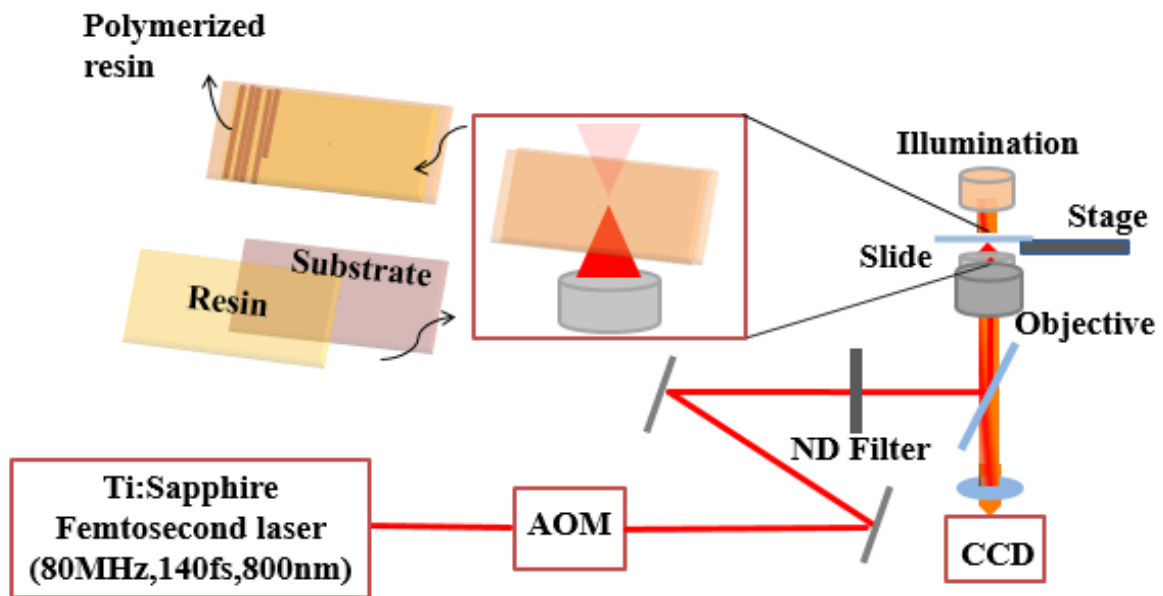 Polymerized
resin
Illumination
Stage
Slide
Substrate
Resin
Objective
ND Filter
Ti:Sapphire
Femtosecond laser
(80MHz,140fs,800nm)
AOM
CCD